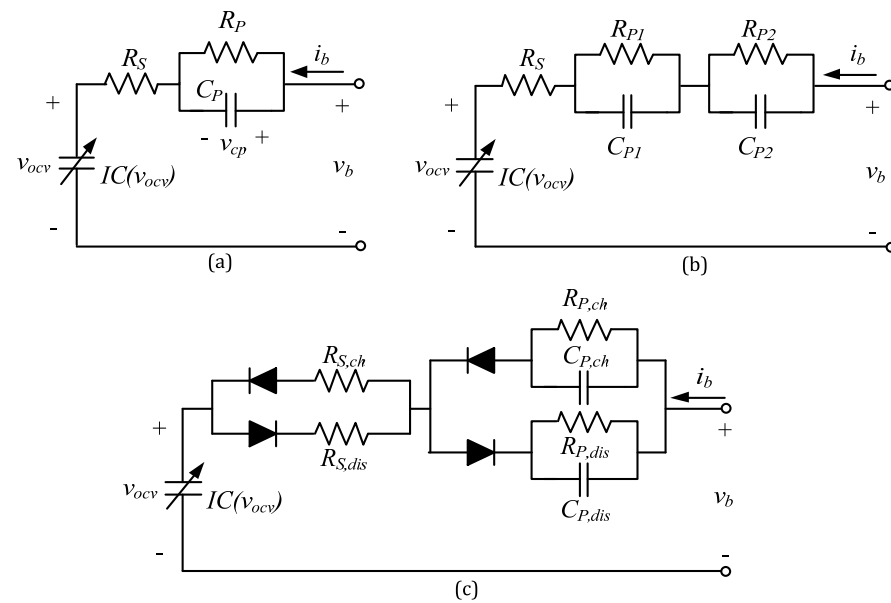 R_P
R_S
i_b
C_P
+
+
- v_cp +
v_ocv
IC(v_ocv)
v_b
-
-
(a)
R_P1
R_P2
R_S
i_b
+
+
C_P1
C_P2
v_ocv
IC(v_ocv)
v_b
-
-
(b)
R_P,ch
R_S,ch
C_P,ch
i_b
+
+
R_S,dis
R_P,dis
v_ocv
IC(v_ocv)
C_P,dis
v_b
-
-
(c)